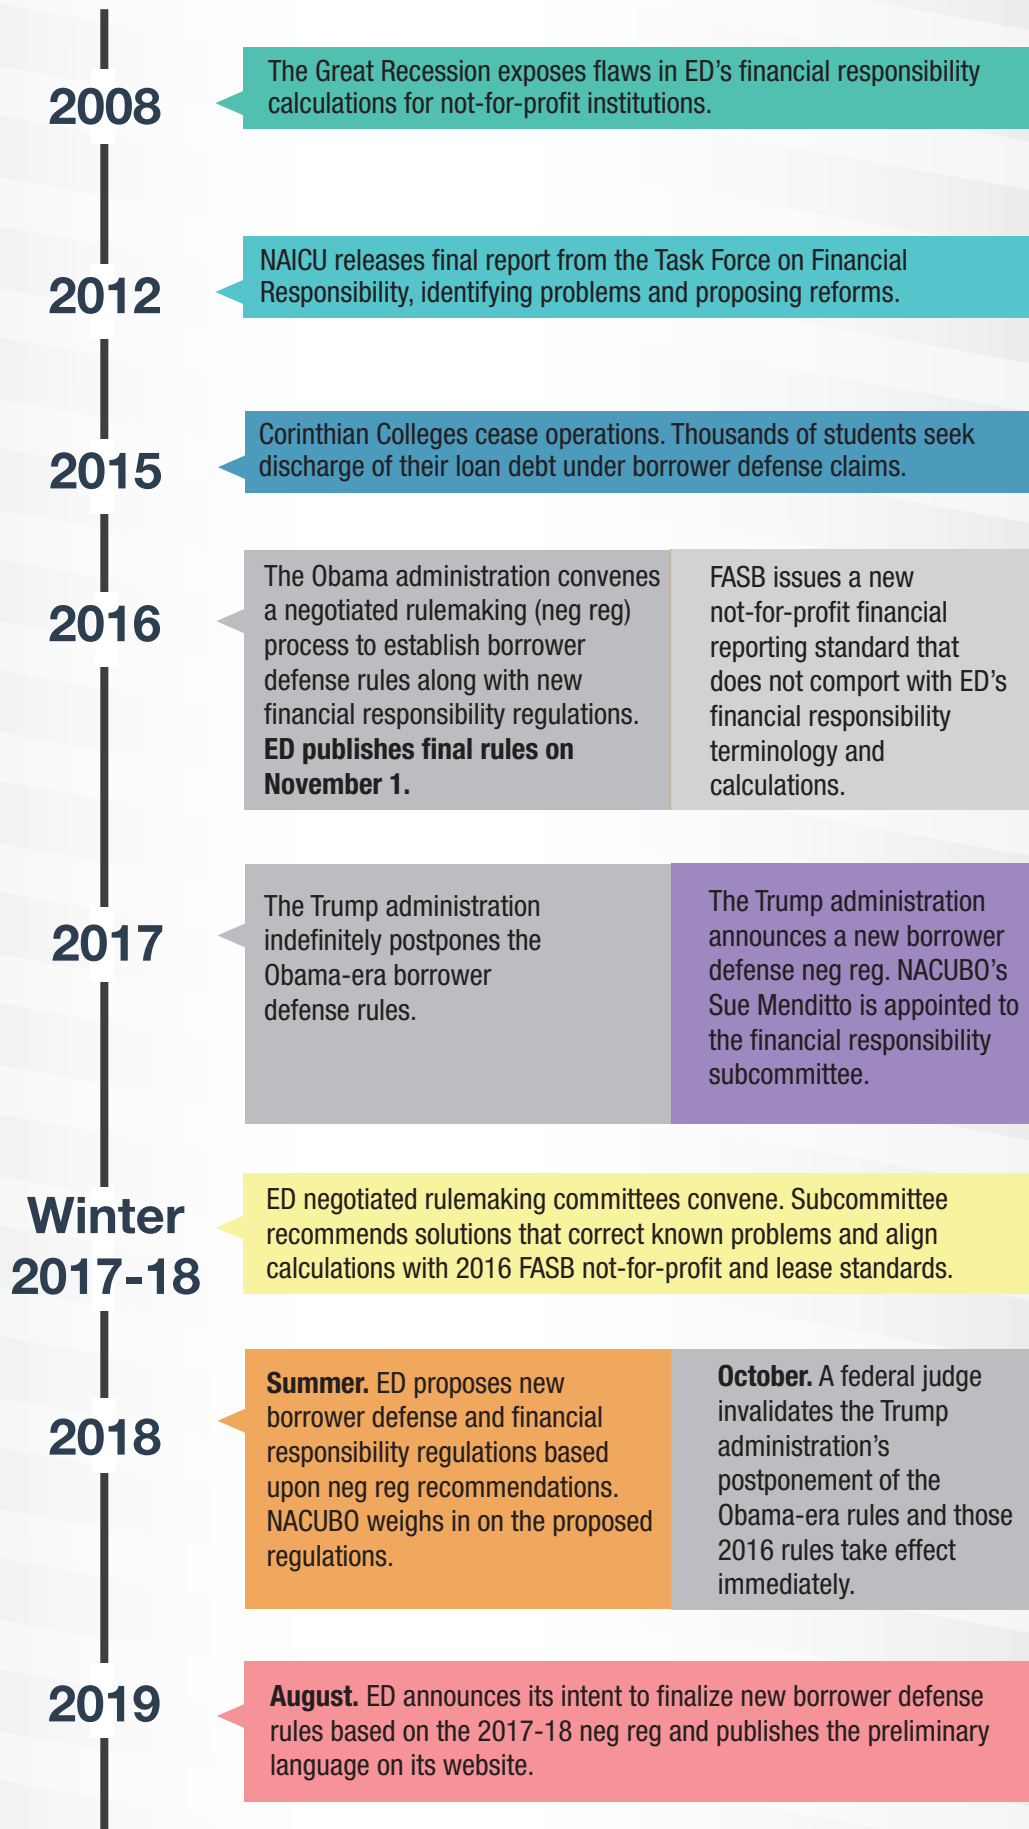 2008
The Great Recession exposes flaws in ED’s financial responsibility
calculations for not-for-profit institutions.
2012
NAICU releases final report from the Task Force on Financial
Responsibility, identifying problems and proposing reforms.
2015
Corinthian Colleges cease operations. Thousands of students seek
discharge of their loan debt under borrower defense claims.
2016
The Obama administration convenes
a negotiated rulemaking (neg reg)
process to establish borrower
defense rules along with new
financial responsibility regulations.
ED publishes final rules on
November 1.
FASB issues a new
not-for-profit financial
reporting standard that
does not comport with ED’s
financial responsibility
terminology and
calculations.
2017
The Trump administration
indefinitely postpones the
Obama-era borrower
defense rules.
The Trump administration
announces a new borrower
defense neg reg. NACUBO’s
Sue Menditto is appointed to
the financial responsibility
subcommittee.
Winter
2017-18
ED negotiated rulemaking committees convene. Subcommittee
recommends solutions that correct known problems and align
calculations with 2016 FASB not-for-profit and lease standards.
2018
Summer. ED proposes new
borrower defense and financial
responsibility regulations based
upon neg reg recommendations.
NACUBO weighs in on the proposed
regulations.
October. A federal judge
invalidates the Trump
administration’s
postponement of the
Obama-era rules and those
2016 rules take effect
immediately.
2019
August. ED announces its intent to finalize new borrower defense
rules based on the 2017-18 neg reg and publishes the preliminary
language on its website.